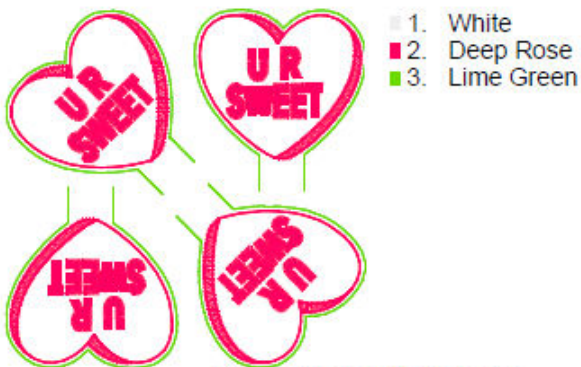 U R
SWEET
U R
SWEET
1. White
2. Deep Rose
3. Lime Green
U R
SWEET
U R
SWEET